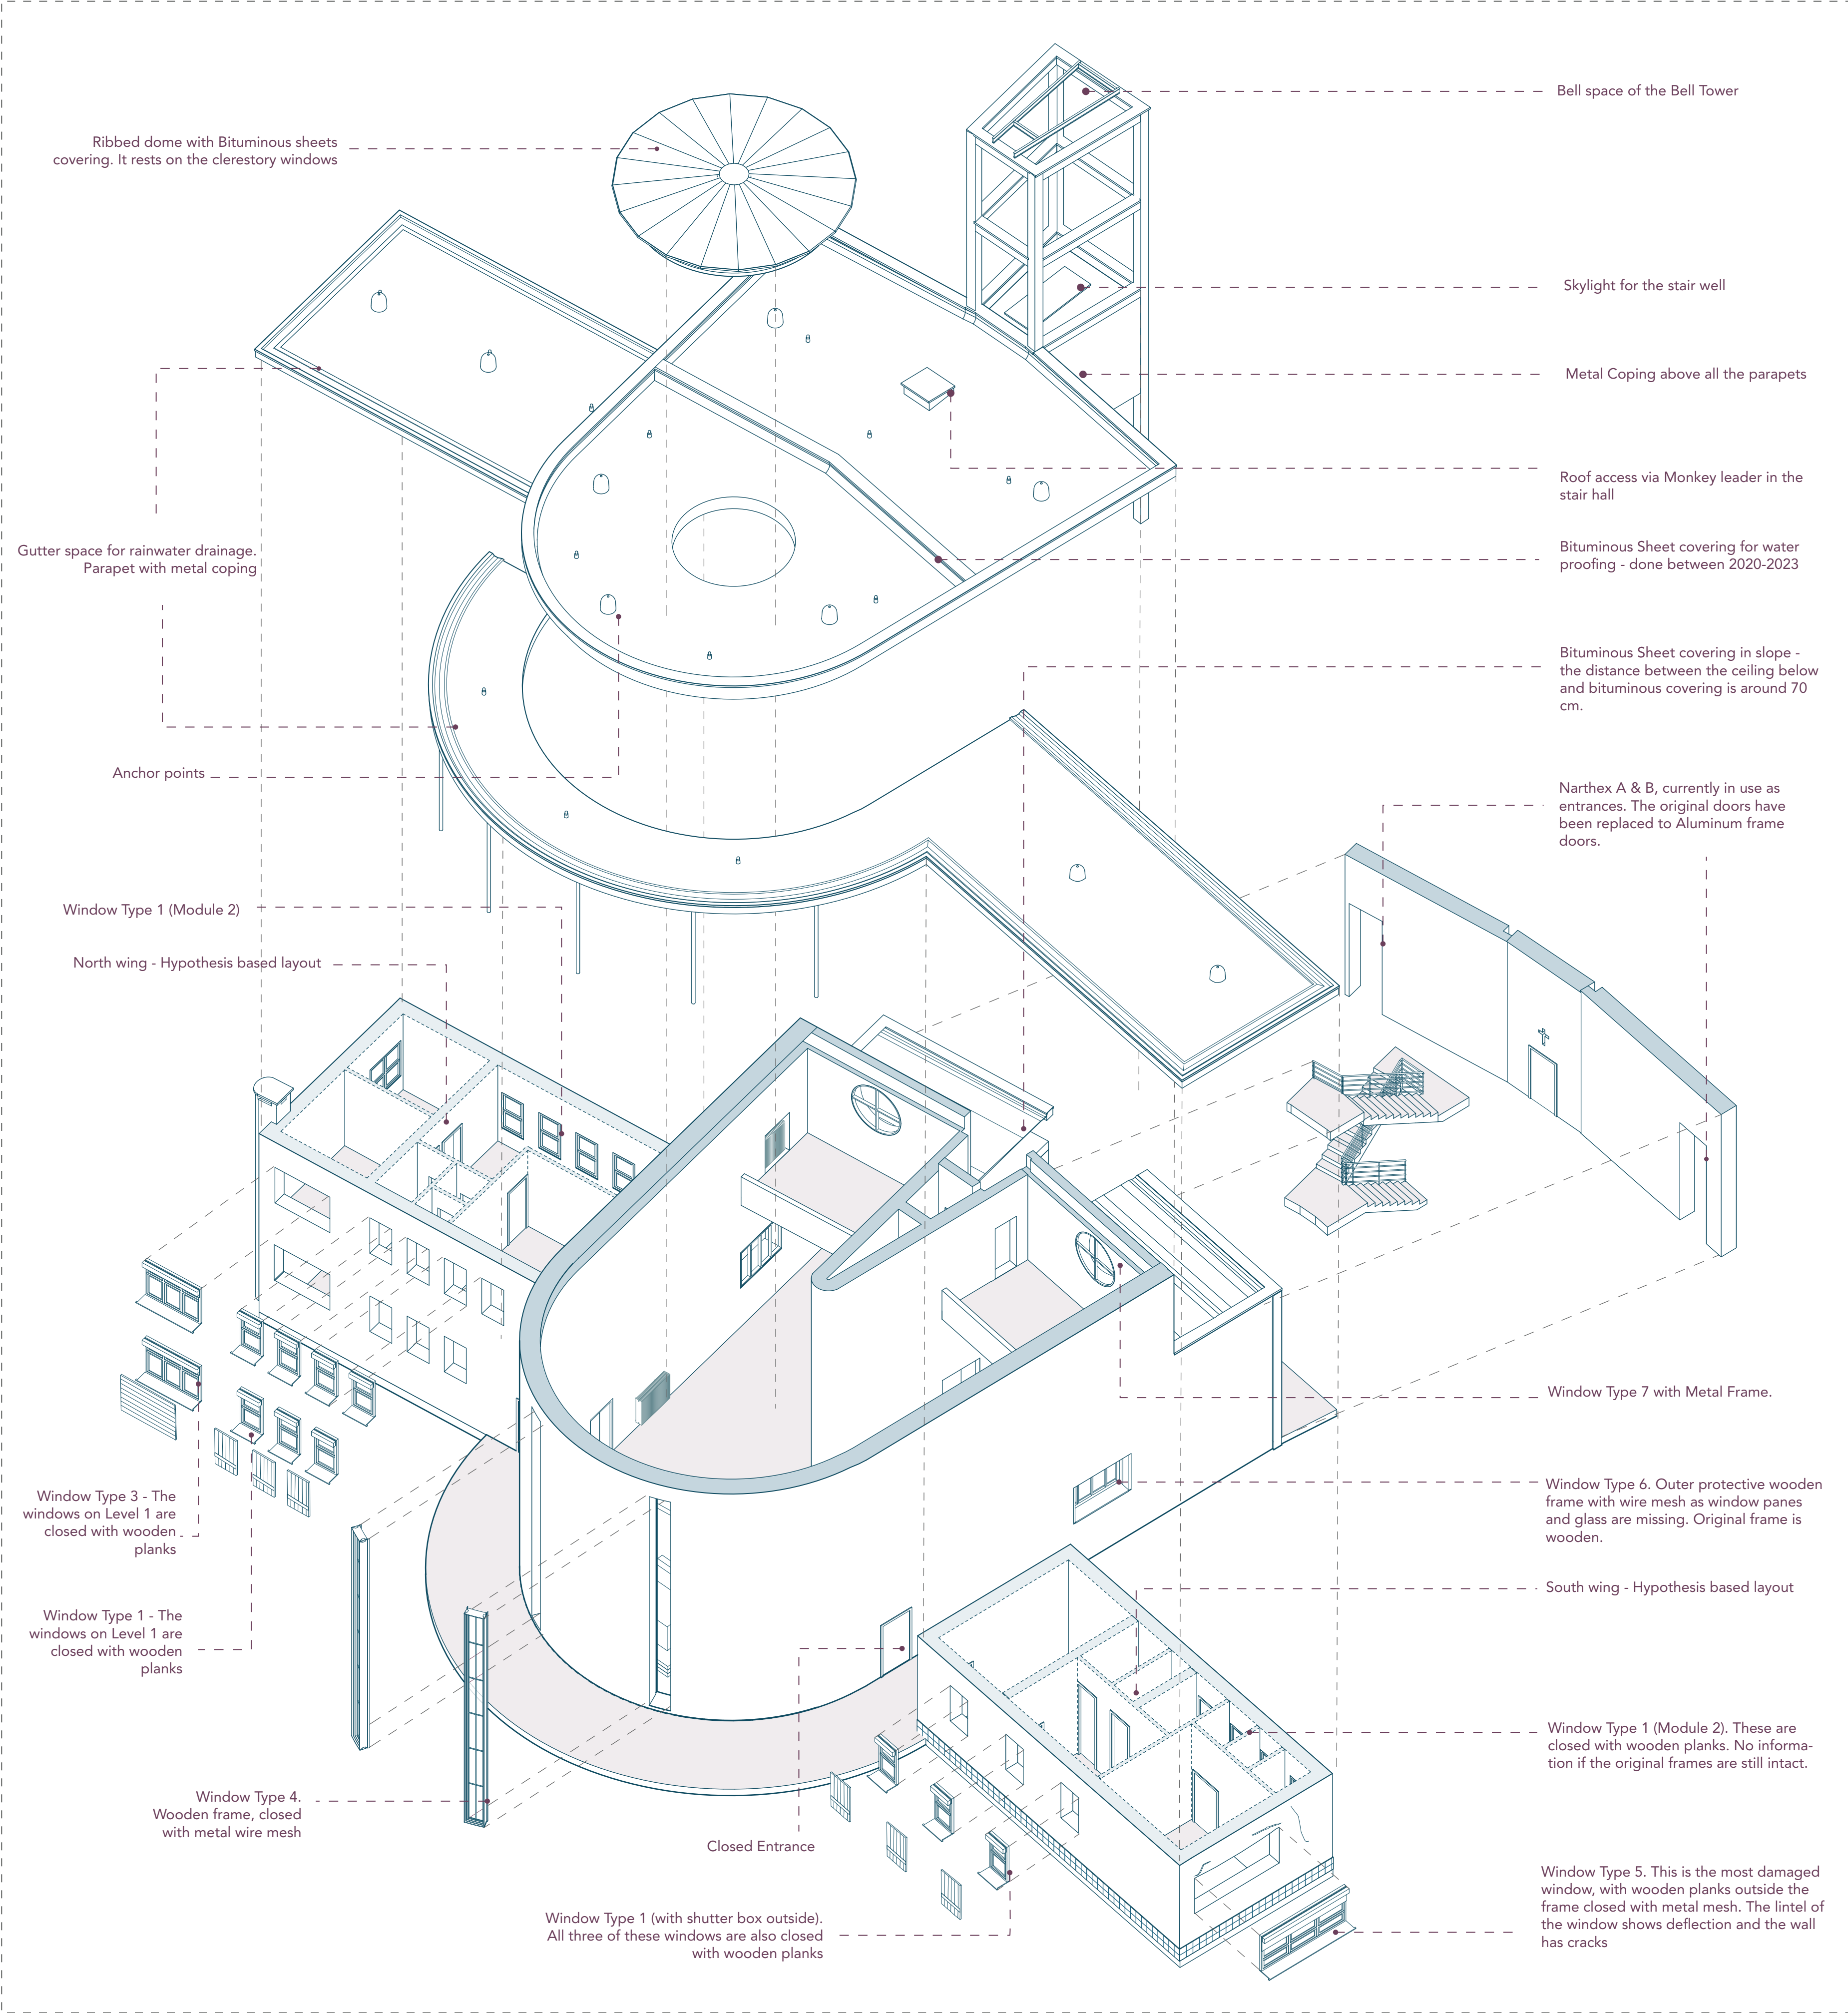 Bell space of the Bell Tower
Ribbed dome with Bituminous sheets
covering. It rests on the clerestory windows
Skylight for the stair well
Metal Coping above all the parapets
Roof access via Monkey leader in the
stair hall
Gutter space for rainwater drainage.
Parapet with metal coping
Bituminous Sheet covering for water
proofing - done between 2020-2023
Bituminous Sheet covering in slope -
the distance between the ceiling below
and bituminous covering is around 70
cm.
Anchor points
Narthex A & B, currently in use as
entrances. The original doors have
been replaced to Aluminum frame
doors.
Window Type 1 (Module 2)
North wing - Hypothesis based layout
Window Type 7 with Metal Frame.
Window Type 3 - The
windows on Level 1 are
closed with wooden
planks
Window Type 6. Outer protective wooden
frame with wire mesh as window panes
and glass are missing. Original frame is
wooden.
South wing - Hypothesis based layout
Window Type 1 - The
windows on Level 1 are
closed with wooden
planks
Window Type 1 (Module 2). These are
closed with wooden planks. No informa-
tion if the original frames are still intact.
Window Type 4.
Wooden frame, closed
with metal wire mesh
Closed Entrance
Window Type 5. This is the most damaged
window, with wooden planks outside the
frame closed with metal mesh. The lintel of
the window shows deflection and the wall
has cracks
Window Type 1 (with shutter box outside).
All three of these windows are also closed
with wooden planks